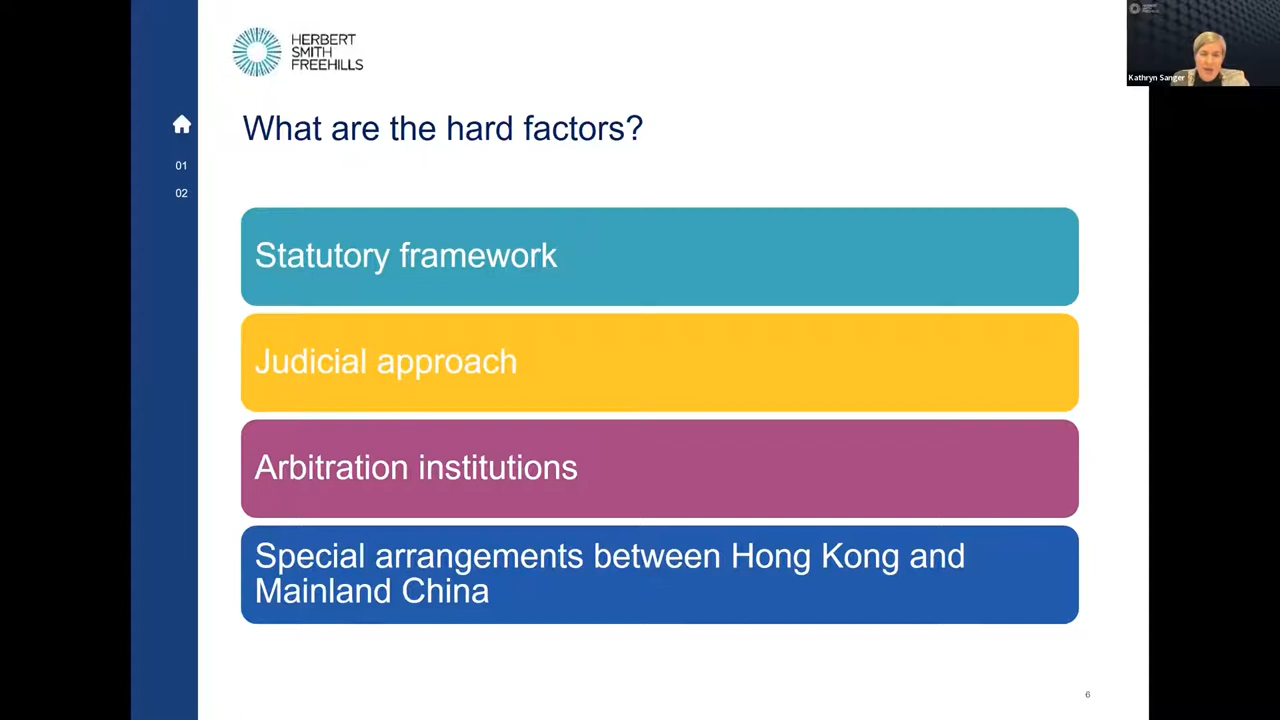 HERBERT
SMITH
FREEHILLS
Kathryn Sanger
What are the hard factors?
01
02
Statutory framework
Judicial approach
Arbitration institutions
Special arrangements between Hong Kong and
Mainland China
6